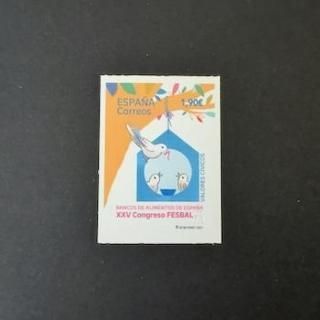 ESPAÑA
Correos
1,90€
VALORES CÍVICOS
BANCOS DE ALIMENTOS DE ESPAÑA
XXV Congreso FESBAL